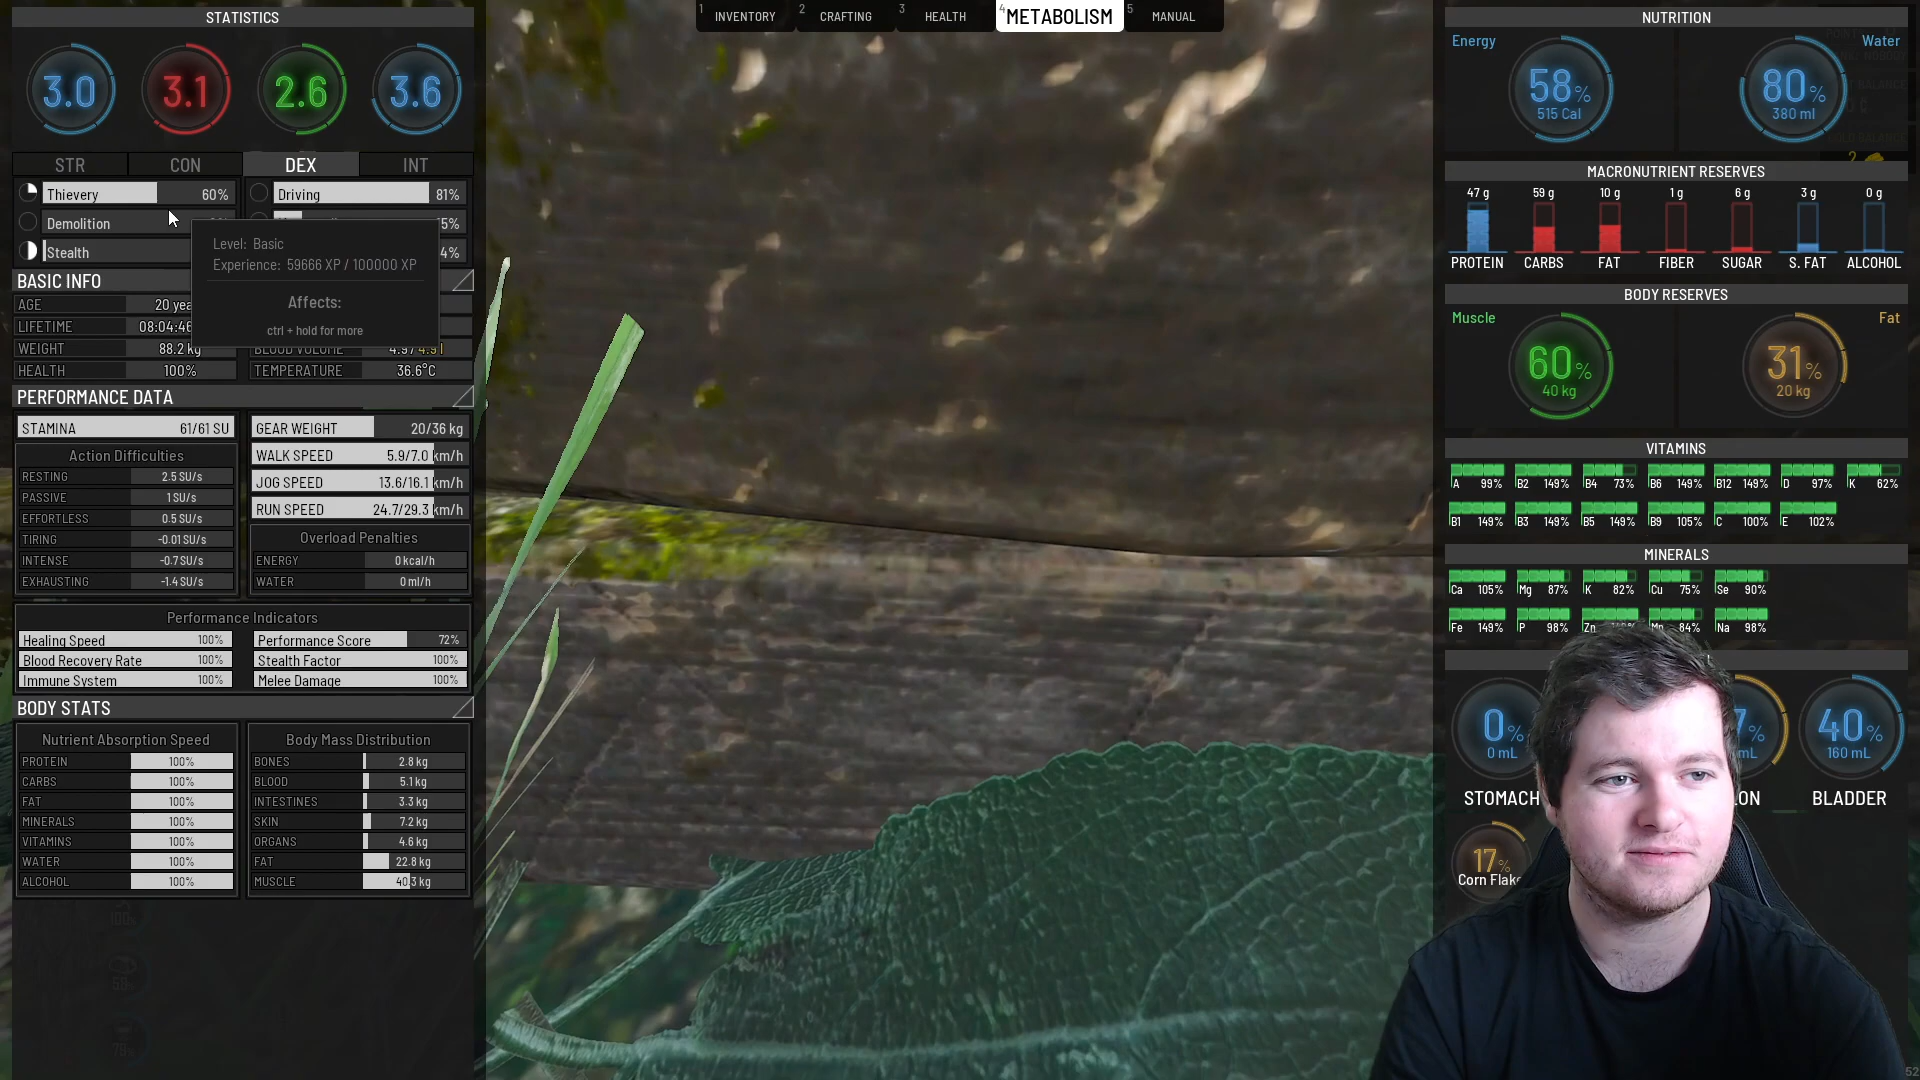 STATISTICS
1 INVENTORY 2 CRAFTING 3 HEALTH 4 METABOLISM 5 MANUAL
3.0 3.1 2.6 3.6
STR CON DEX INT
Thievery 60%
Driving 81%
Demolition
5%
Stealth
4%
Level: Basic
Experience: 59666 XP / 100000 XP
Affects:
ctrl + hold for more
BASIC INFO
AGE 20 yea
LIFETIME 08:04:46
WEIGHT 88.2 kg
BLOOD VOLUME 4.9/4.9 l
HEALTH 100%
TEMPERATURE 36.6°C
PERFORMANCE DATA
STAMINA 61/61 SU
Action Difficulties
RESTING 2.5 SU/s
PASSIVE 1 SU/s
EFFORTLESS 0.5 SU/s
TIRING -0.01 SU/s
INTENSE -0.7 SU/s
EXHAUSTING -1.4 SU/s
GEAR WEIGHT 20/36 kg
WALK SPEED 5.9/7.0 km/h
JOG SPEED 13.6/16.1 km/h
RUN SPEED 24.7/29.3 km/h
Overload Penalties
ENERGY 0 kcal/h
WATER 0 ml/h
Performance Indicators
Healing Speed 100%
Performance Score 72%
Blood Recovery Rate 100%
Stealth Factor 100%
Immune System 100%
Melee Damage 100%
BODY STATS
Nutrient Absorption Speed
PROTEIN 100%
CARBS 100%
FAT 100%
MINERALS 100%
VITAMINS 100%
WATER 100%
ALCOHOL 100%
Body Mass Distribution
BONES 2.8 kg
BLOOD 5.1 kg
INTESTINES 3.3 kg
SKIN 7.2 kg
ORGANS 4.6 kg
FAT 22.8 kg
MUSCLE 40.3 kg
NUTRITION
Energy Water
58% 80%
515 Cal 380 ml
MACRONUTRIENT RESERVES
47 g 59 g 10 g 1 g 6 g 3 g 0 g
PROTEIN CARBS FAT FIBER SUGAR S. FAT ALCOHOL
BODY RESERVES
Muscle Fat
60% 31%
40 kg 20 kg
VITAMINS
A 99% B2 149% B4 73% B6 149% B12 149% D 97% K 62%
B1 149% B3 149% B5 149% B9 105% C 100% E 102%
MINERALS
Ca 105% Mg 87% K 82% Cu 75% Se 90%
Fe 149% P 98% Zn Mn 84% Na 98%
0% 7% 40%
0 mL mL 160 mL
STOMACH ON BLADDER
17%
Corn Flake
52